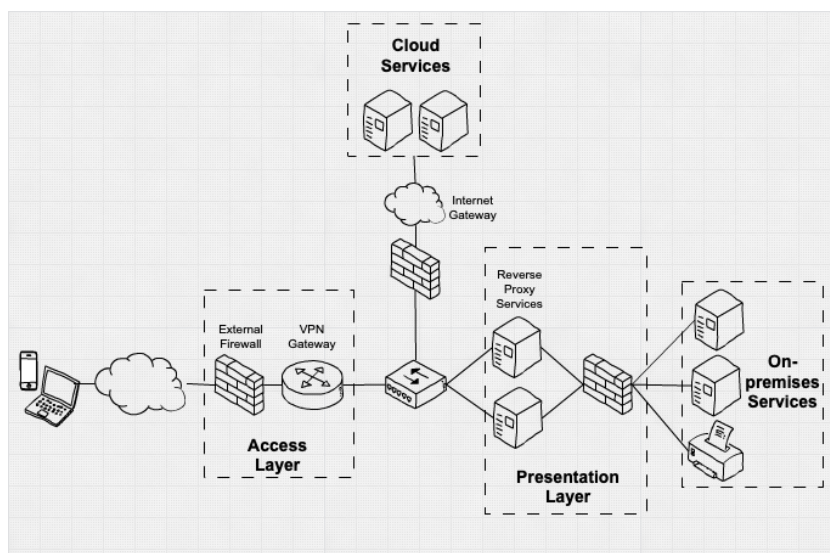 Cloud
Services
Internet
Gateway
Reverse
Proxy
Services
External
Firewall
VPN
Gateway
On-
premises
Services
Access
Layer
Presentation
Layer